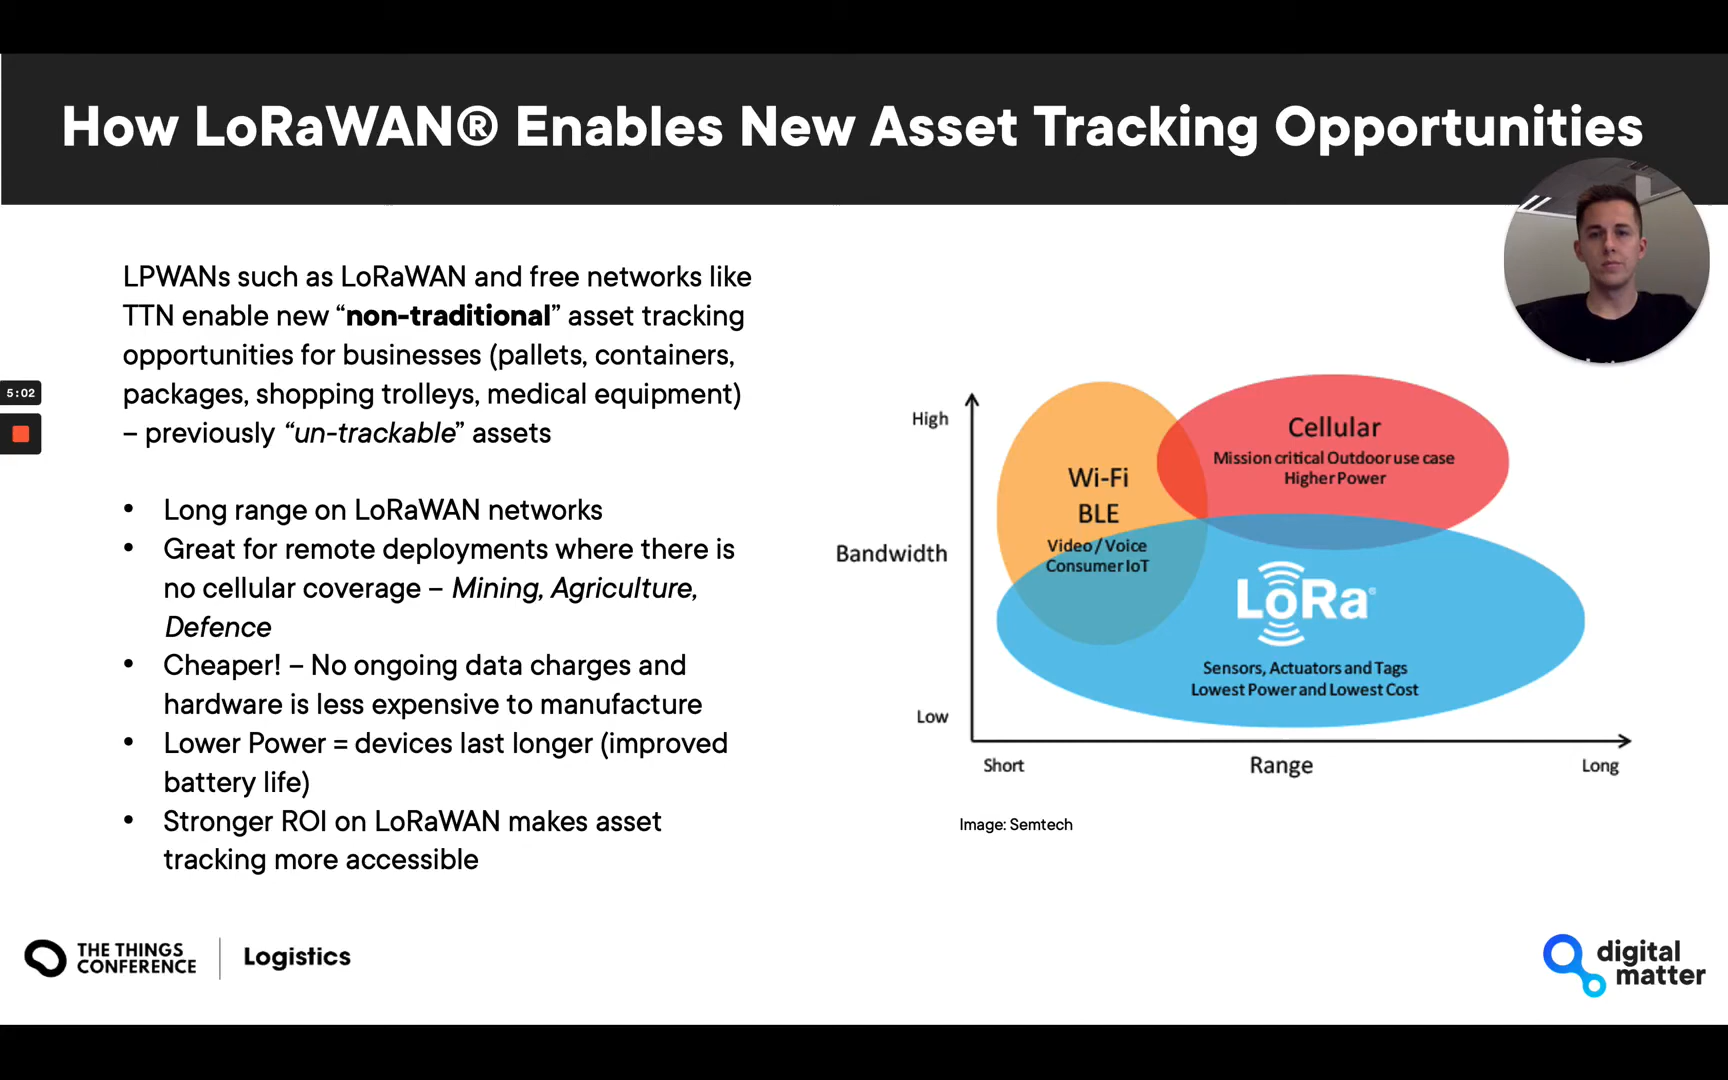 How LoRaWAN® Enables New Asset Tracking Opportunities
LPWANs such as LoRaWAN and free networks like
TTN enable new “non-traditional” asset tracking
opportunities for businesses (pallets, containers,
packages, shopping trolleys, medical equipment)
– previously “un-trackable” assets
• Long range on LoRaWAN networks
• Great for remote deployments where there is
no cellular coverage – Mining, Agriculture,
Defence
• Cheaper! – No ongoing data charges and
hardware is less expensive to manufacture
• Lower Power = devices last longer (improved
battery life)
• Stronger ROI on LoRaWAN makes asset
tracking more accessible
5:02
High
Bandwidth
Low
Wi-Fi
BLE
Video / Voice
Consumer IoT
Cellular
Mission critical Outdoor use case
Higher Power
LoRa®
Sensors, Actuators and Tags
Lowest Power and Lowest Cost
Short
Range
Long
Image: Semtech
THE THINGS
CONFERENCE
Logistics
digital
matter